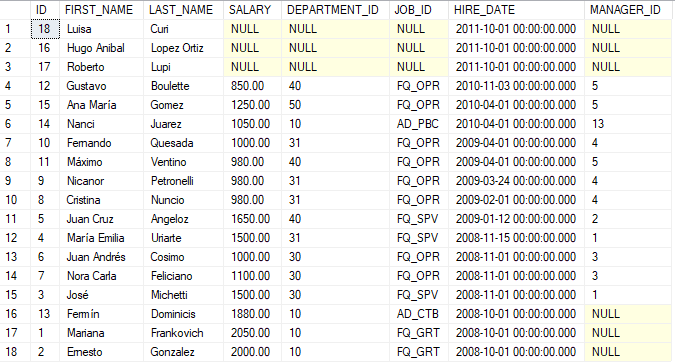 ID FIRST_NAME LAST_NAME SALARY DEPARTMENT_ID JOB_ID HIRE_DATE MANAGER_ID
1 18 Luisa Curi NULL NULL NULL 2011-10-01 00:00:00.000 NULL
2 16 Hugo Anibal Lopez Ortiz NULL NULL NULL 2011-10-01 00:00:00.000 NULL
3 17 Roberto Lupi NULL NULL NULL 2011-10-01 00:00:00.000 NULL
4 12 Gustavo Boulette 850.00 40 FQ_OPR 2010-11-03 00:00:00.000 5
5 15 Ana María Gomez 1250.00 50 FQ_OPR 2010-04-01 00:00:00.000 5
6 14 Nanci Juarez 1050.00 10 AD_PBC 2010-04-01 00:00:00.000 13
7 10 Fernando Quesada 1000.00 31 FQ_OPR 2009-04-01 00:00:00.000 4
8 11 Máximo Ventino 980.00 40 FQ_OPR 2009-04-01 00:00:00.000 5
9 9 Nicanor Petronelli 980.00 31 FQ_OPR 2009-03-24 00:00:00.000 4
10 8 Cristina Nuncio 980.00 31 FQ_OPR 2009-02-01 00:00:00.000 4
11 5 Juan Cruz Angeloz 1650.00 40 FQ_SPV 2009-01-12 00:00:00.000 2
12 4 María Emilia Uriarte 1500.00 31 FQ_SPV 2008-11-15 00:00:00.000 1
13 6 Juan Andrés Cosimo 1000.00 30 FQ_OPR 2008-11-01 00:00:00.000 3
14 7 Nora Carla Feliciano 1100.00 30 FQ_OPR 2008-11-01 00:00:00.000 3
15 3 José Michetti 1500.00 30 FQ_SPV 2008-11-01 00:00:00.000 1
16 13 Fermín Dominicis 1880.00 10 AD_CTB 2008-10-01 00:00:00.000 NULL
17 1 Mariana Frankovich 2050.00 10 FQ_GRT 2008-10-01 00:00:00.000 NULL
18 2 Ernesto Gonzalez 2000.00 10 FQ_GRT 2008-10-01 00:00:00.000 NULL